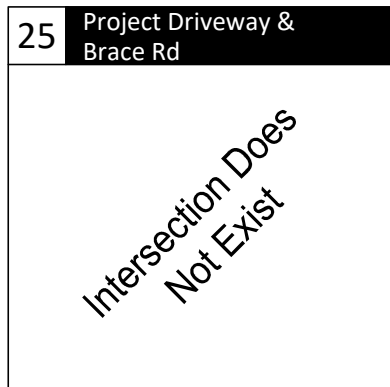 25
Project Driveway &
Brace Rd
Intersection Does
Not Exist